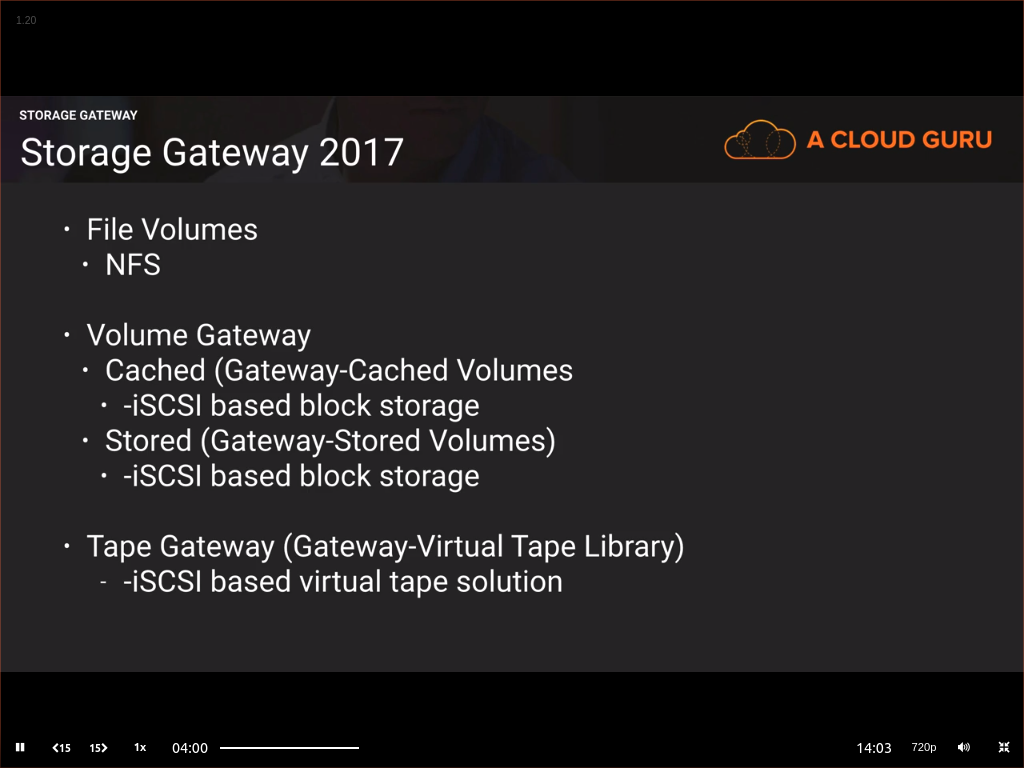 1.20
STORAGE GATEWAY
Storage Gateway 2017
A CLOUD GURU
• File Volumes
• NFS
• Volume Gateway
• Cached (Gateway-Cached Volumes
• -iSCSI based block storage
• Stored (Gateway-Stored Volumes)
• -iSCSI based block storage
• Tape Gateway (Gateway-Virtual Tape Library)
- -iSCSI based virtual tape solution
15 15 1x 04:00 14:03 720p